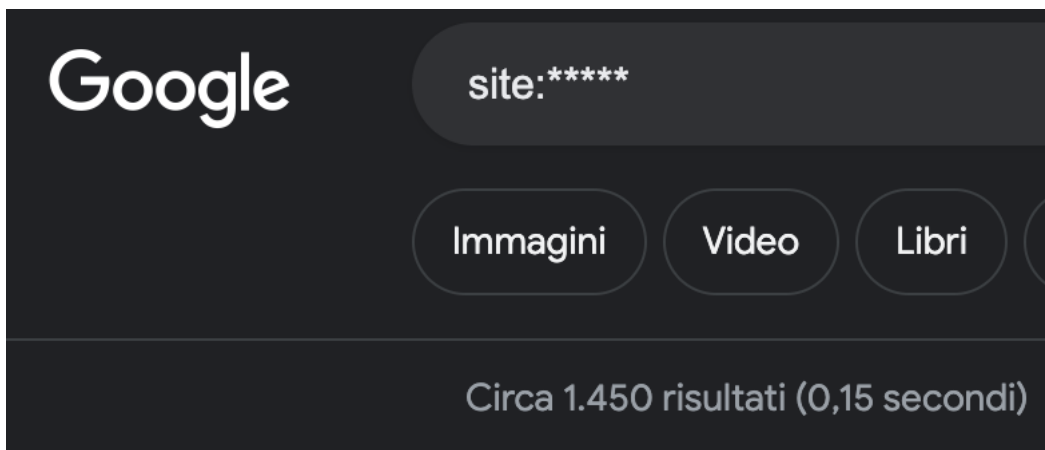 Google
site:*****
Immagini
Video
Libri
Circa 1.450 risultati (0,15 secondi)